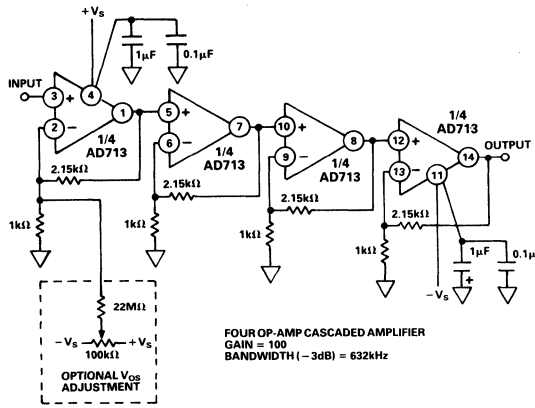 +VS
1µF
0.1µF
INPUT
3
+
4
1
2
−
1/4
AD713
5
+
7
6
−
1/4
AD713
10
+
8
9
−
1/4
AD713
1/4
AD713
12
+
14
OUTPUT
13
−
11
2.15kΩ
2.15kΩ
2.15kΩ
2.15kΩ
1kΩ
1kΩ
1kΩ
1kΩ
1µF
+
0.1µ
−VS
22MΩ
−VS
+VS
100kΩ
OPTIONAL VOS
ADJUSTMENT
FOUR OP-AMP CASCADED AMPLIFIER
GAIN = 100
BANDWIDTH (−3dB) = 632kHz